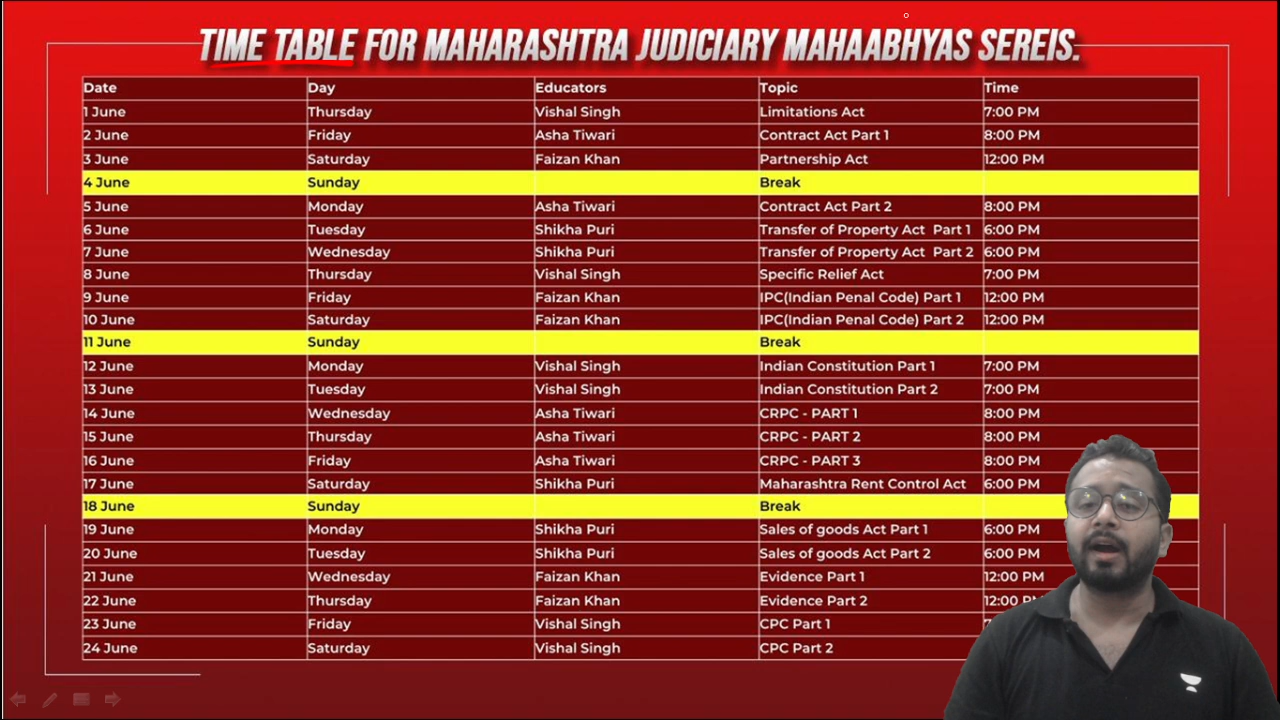 TIME TABLE FOR MAHARASHTRA JUDICIARY MAHAABHYAS SEREIS.
Date Day Educators Topic Time
1 June Thursday Vishal Singh Limitations Act 7:00 PM
2 June Friday Asha Tiwari Contract Act Part 1 8:00 PM
3 June Saturday Faizan Khan Partnership Act 12:00 PM
4 June Sunday Break
5 June Monday Asha Tiwari Contract Act Part 2 8:00 PM
6 June Tuesday Shikha Puri Transfer of Property Act Part 1 6:00 PM
7 June Wednesday Shikha Puri Transfer of Property Act Part 2 6:00 PM
8 June Thursday Vishal Singh Specific Relief Act 7:00 PM
9 June Friday Faizan Khan IPC(Indian Penal Code) Part 1 12:00 PM
10 June Saturday Faizan Khan IPC(Indian Penal Code) Part 2 12:00 PM
11 June Sunday Break
12 June Monday Vishal Singh Indian Constitution Part 1 7:00 PM
13 June Tuesday Vishal Singh Indian Constitution Part 2 7:00 PM
14 June Wednesday Asha Tiwari CRPC - PART 1 8:00 PM
15 June Thursday Asha Tiwari CRPC - PART 2 8:00 PM
16 June Friday Asha Tiwari CRPC - PART 3 8:00 PM
17 June Saturday Shikha Puri Maharashtra Rent Control Act 6:00 PM
18 June Sunday Break
19 June Monday Shikha Puri Sales of goods Act Part 1 6:00 PM
20 June Tuesday Shikha Puri Sales of goods Act Part 2 6:00 PM
21 June Wednesday Faizan Khan Evidence Part 1 12:00 PM
22 June Thursday Faizan Khan Evidence Part 2 12:00
23 June Friday Vishal Singh CPC Part 1
24 June Saturday Vishal Singh CPC Part 2